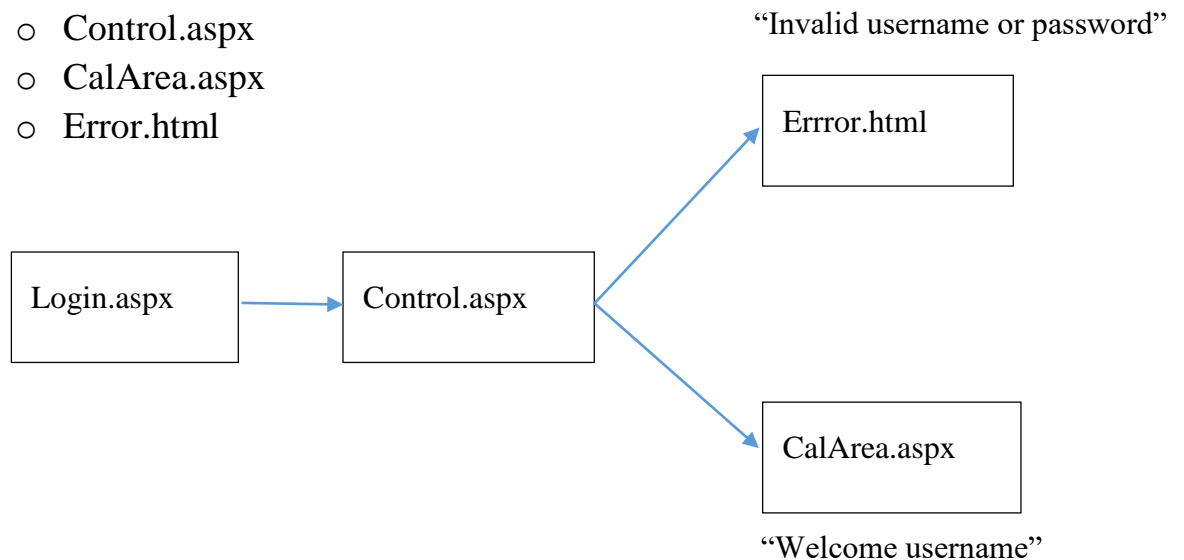 o Control.aspx
o CalArea.aspx
o Error.html
“Invalid username or password”
Errror.html
Login.aspx
Control.aspx
CalArea.aspx
“Welcome username”